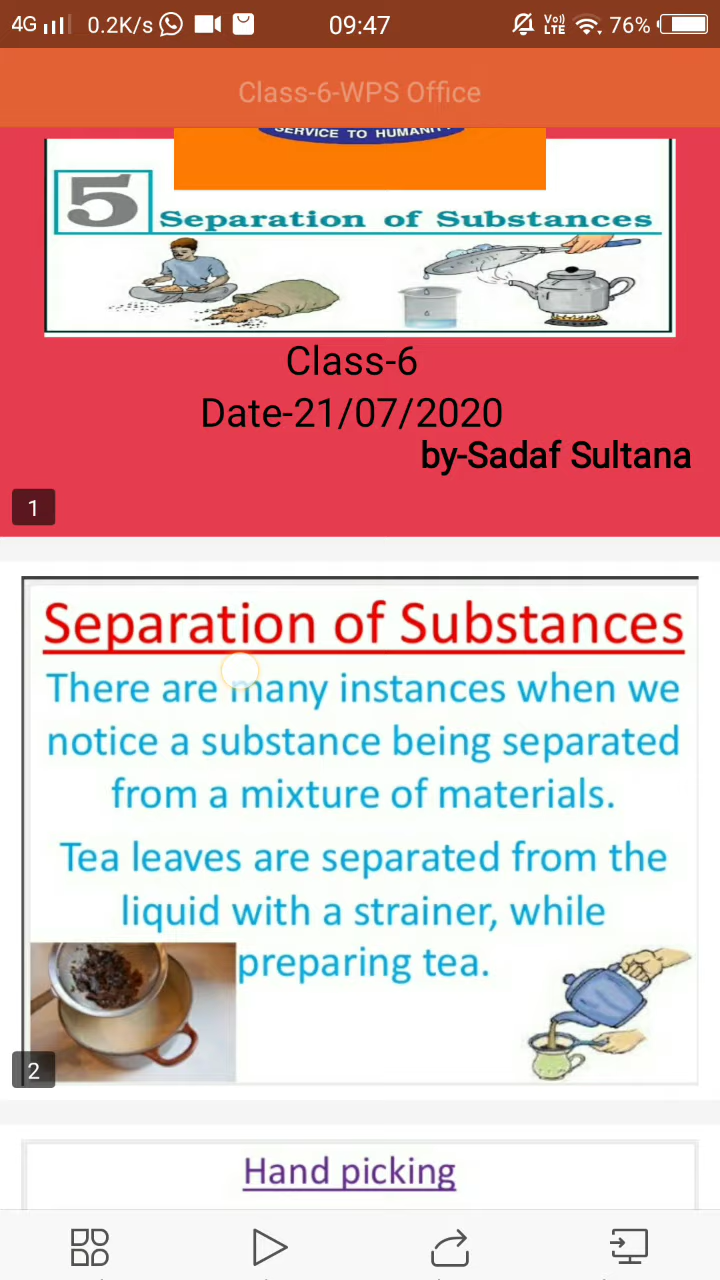 4G 0.2K/s 09:47 Vo)) LTE 76%
Class-6-WPS Office
SERVICE TO HUMANITY
5 Separation of Substances
Class-6
Date-21/07/2020
by-Sadaf Sultana
1
Separation of Substances
There are many instances when we
notice a substance being separated
from a mixture of materials.
Tea leaves are separated from the
liquid with a strainer, while
preparing tea.
2
Hand picking